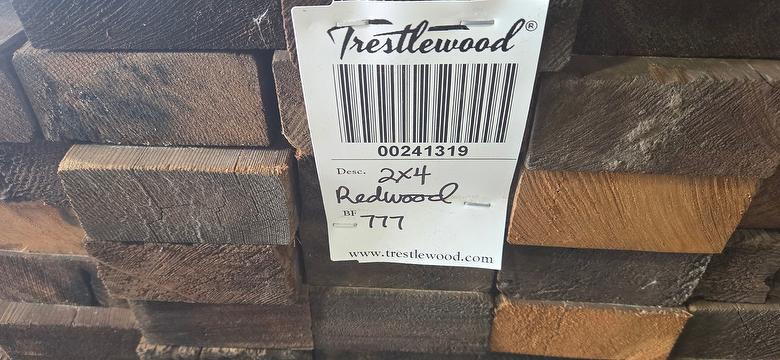 Trestlewood®
00241319
Desc. 2x4
Redwood
BF 777
www.trestlewood.com